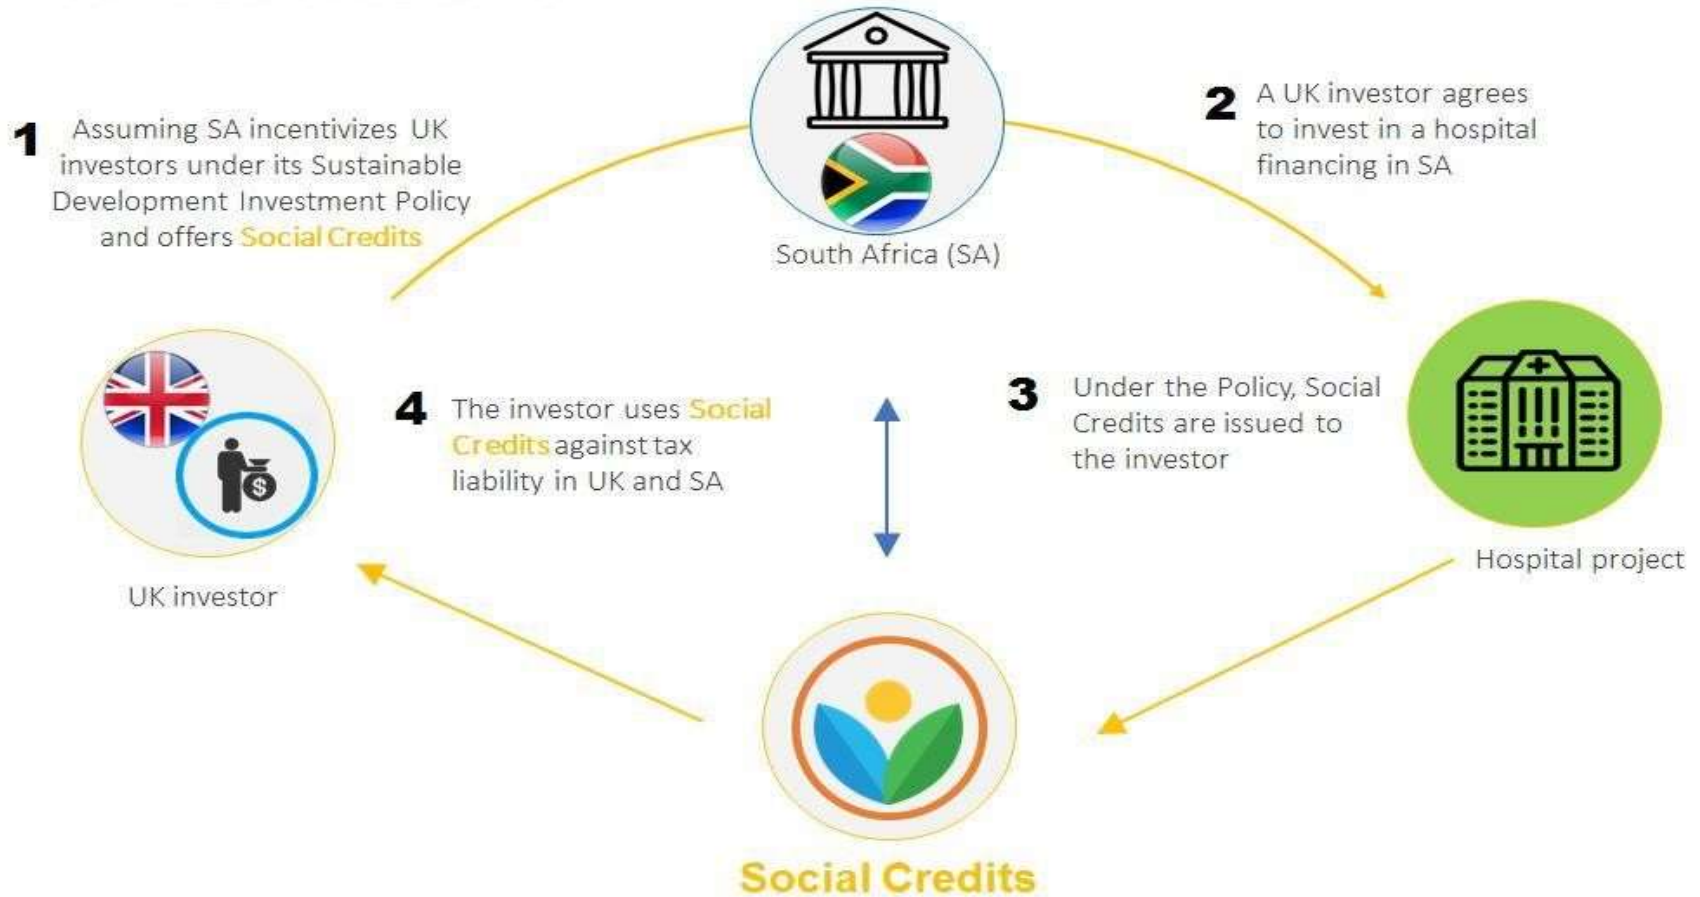 1
Assuming SA incentivizes UK
investors under its Sustainable
Development Investment Policy
and offers Social Credits
South Africa (SA)
2
A UK investor agrees
to invest in a hospital
financing in SA
Hospital project
3
Under the Policy, Social
Credits are issued to
the investor
4
The investor uses Social
Credits against tax
liability in UK and SA
$
UK investor
Social Credits